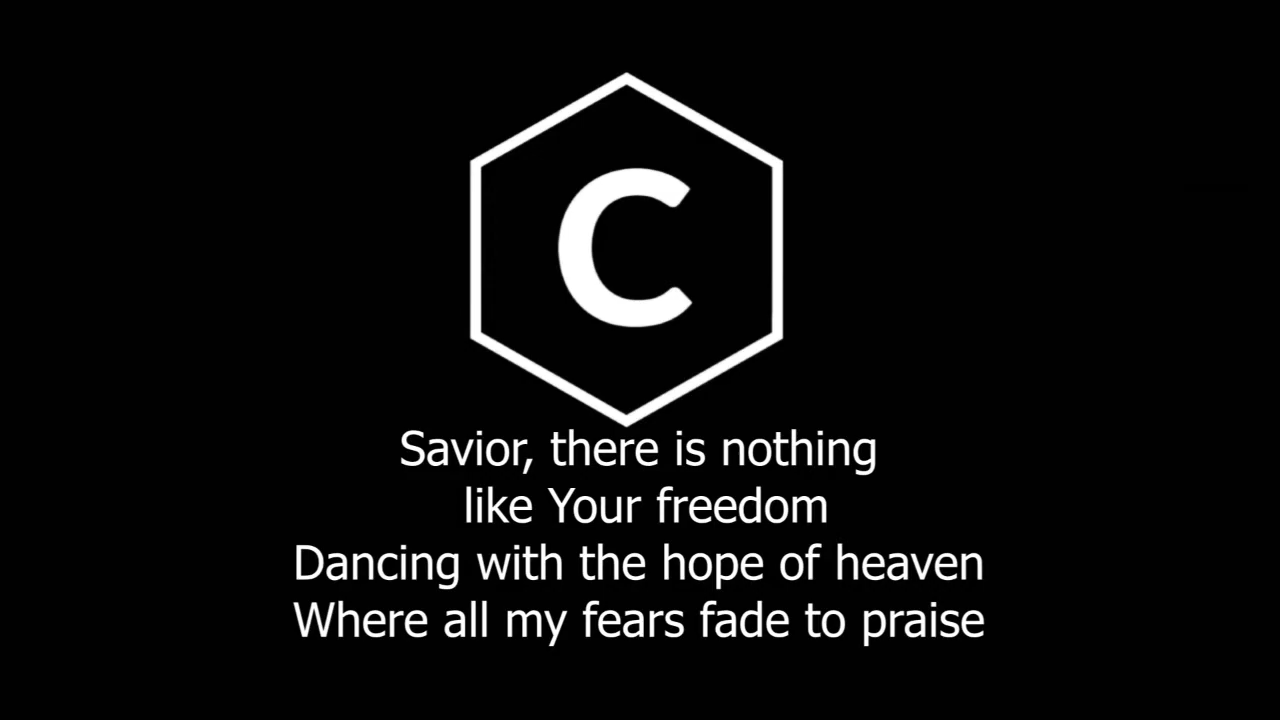 C
Savior, there is nothing
like Your freedom
Dancing with the hope of heaven
Where all my fears fade to praise